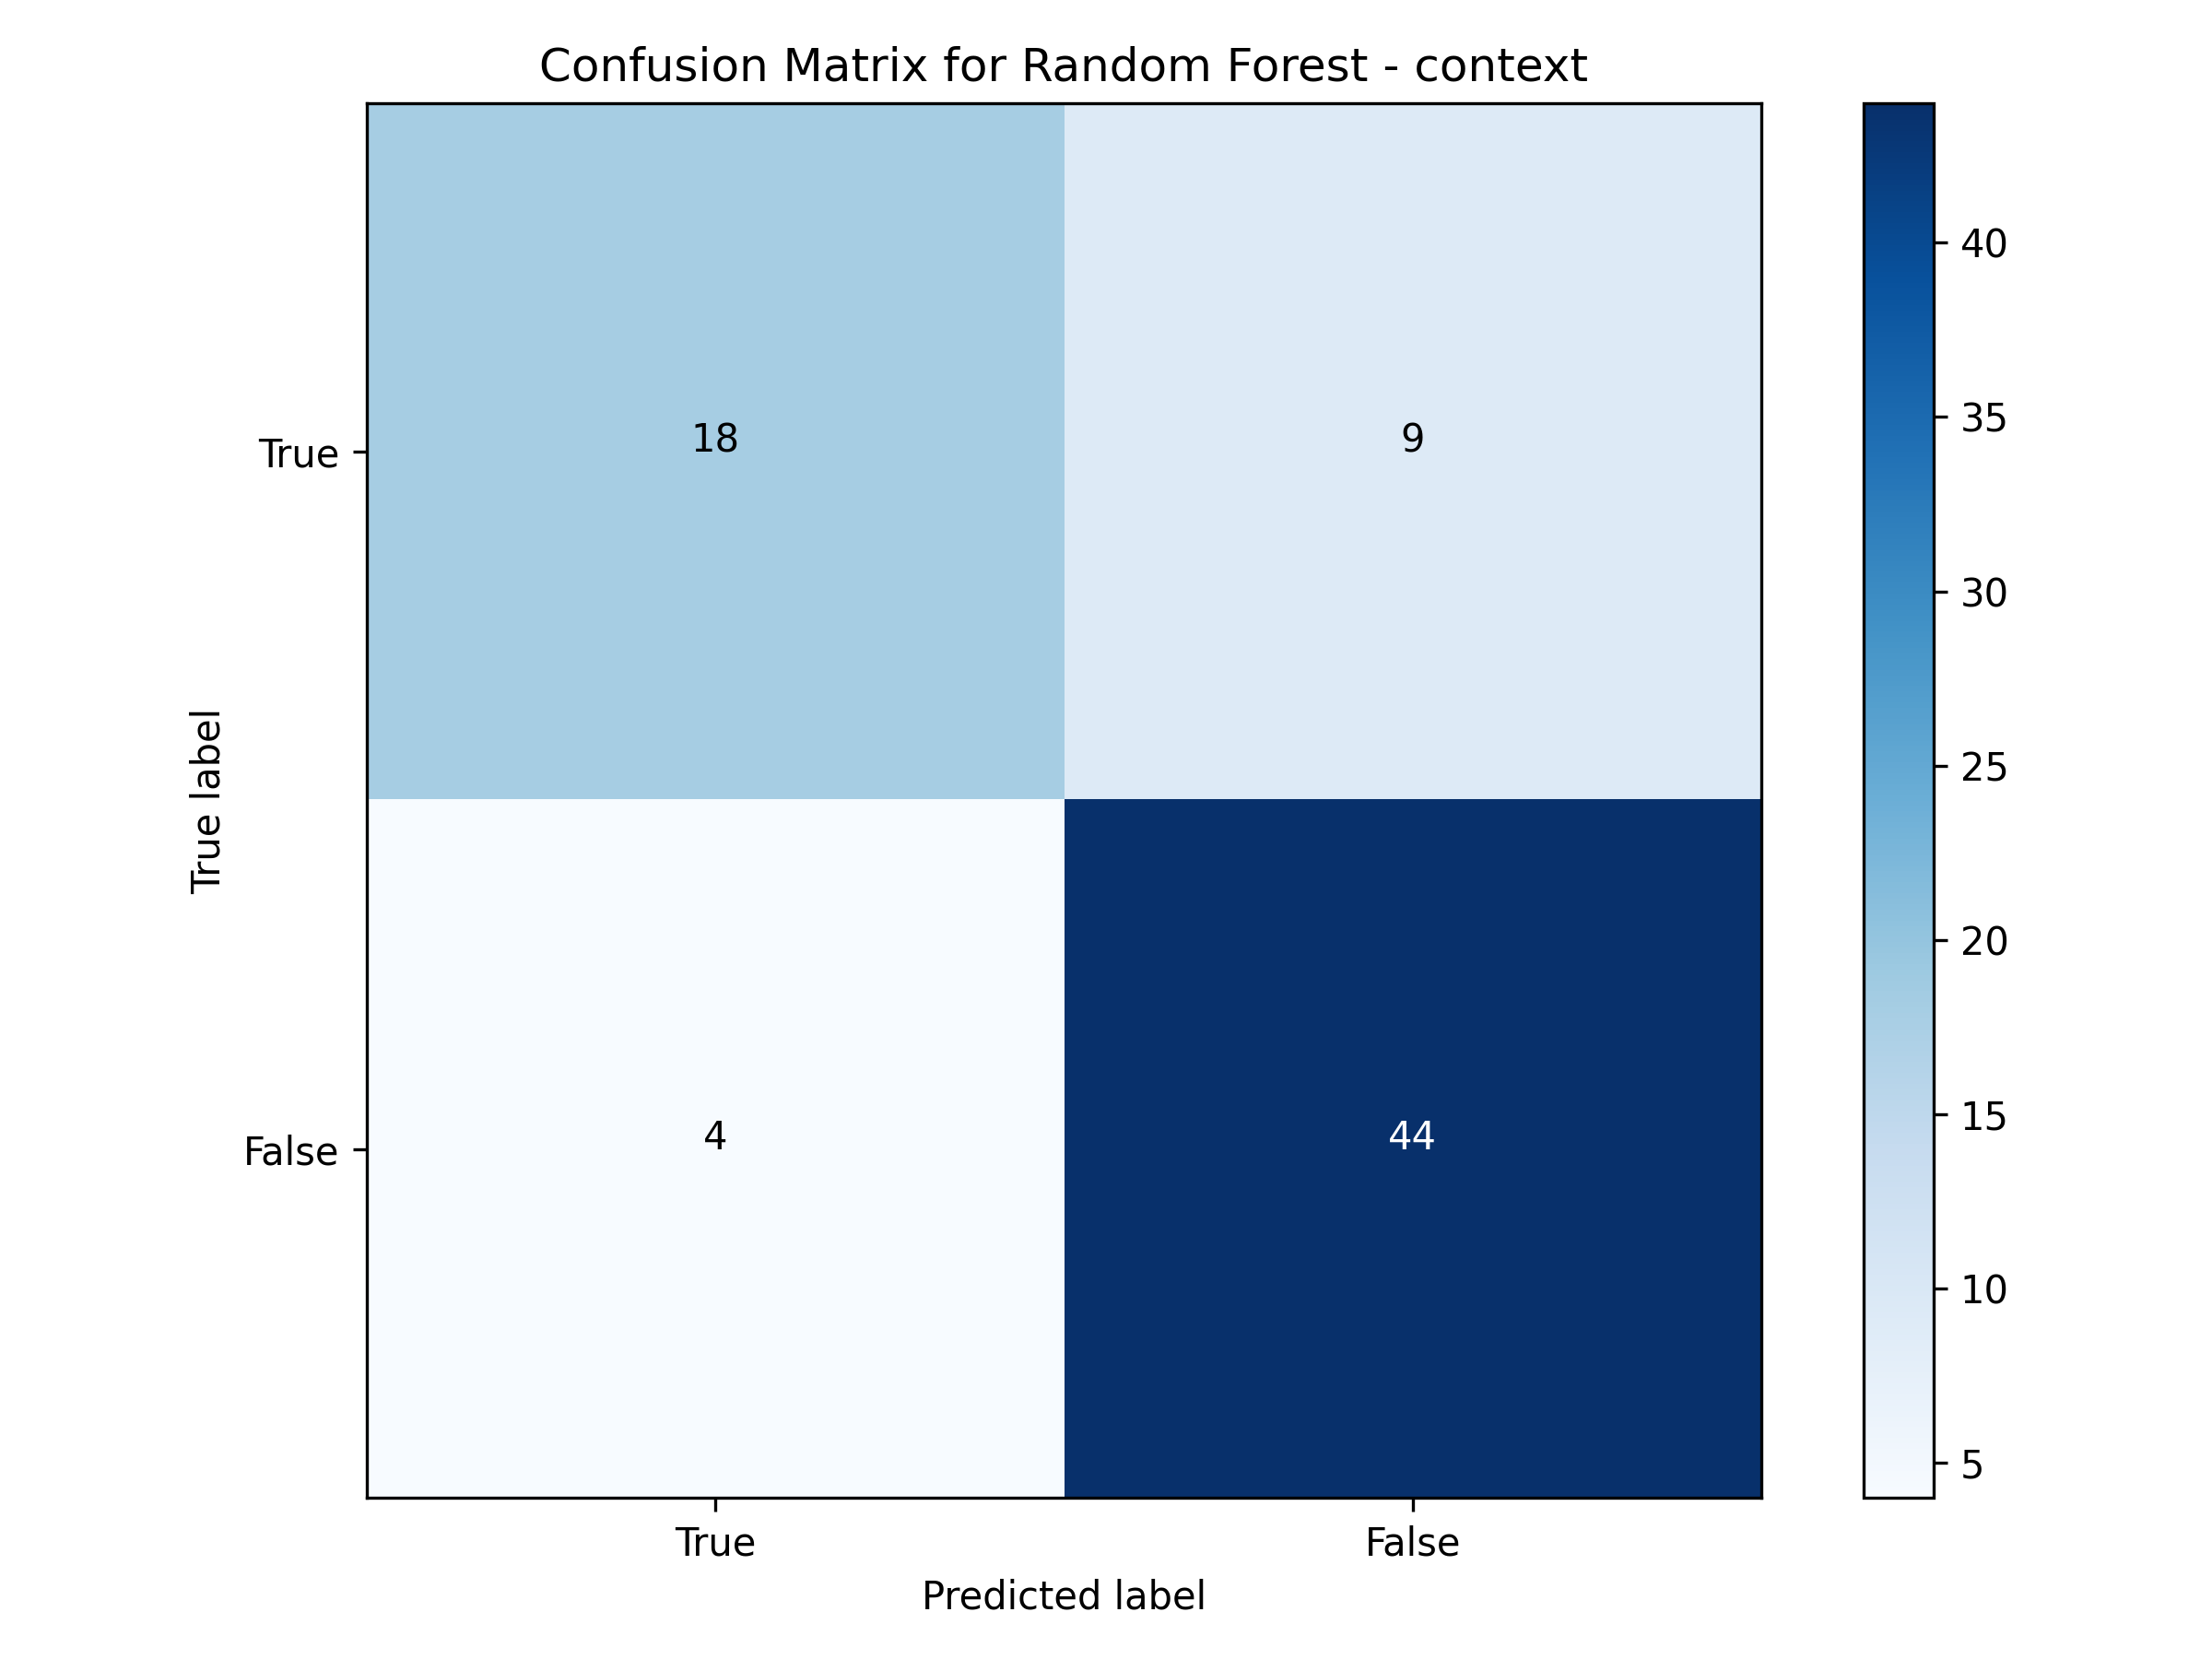 Confusion Matrix for Random Forest - context
True label
True
False
18
9
4
44
True
False
Predicted label
40
35
30
25
20
15
10
5